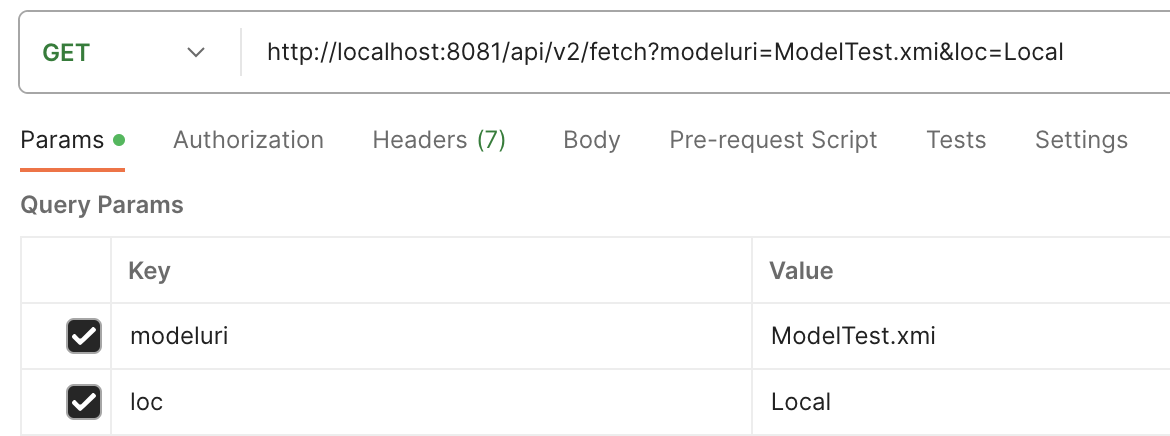 GET http://localhost:8081/api/v2/fetch?modeluri=ModelTest.xmi&loc=Local
Params Authorization Headers (7) Body Pre-request Script Tests Settings
Query Params
Key Value
modeluri ModelTest.xmi
loc Local